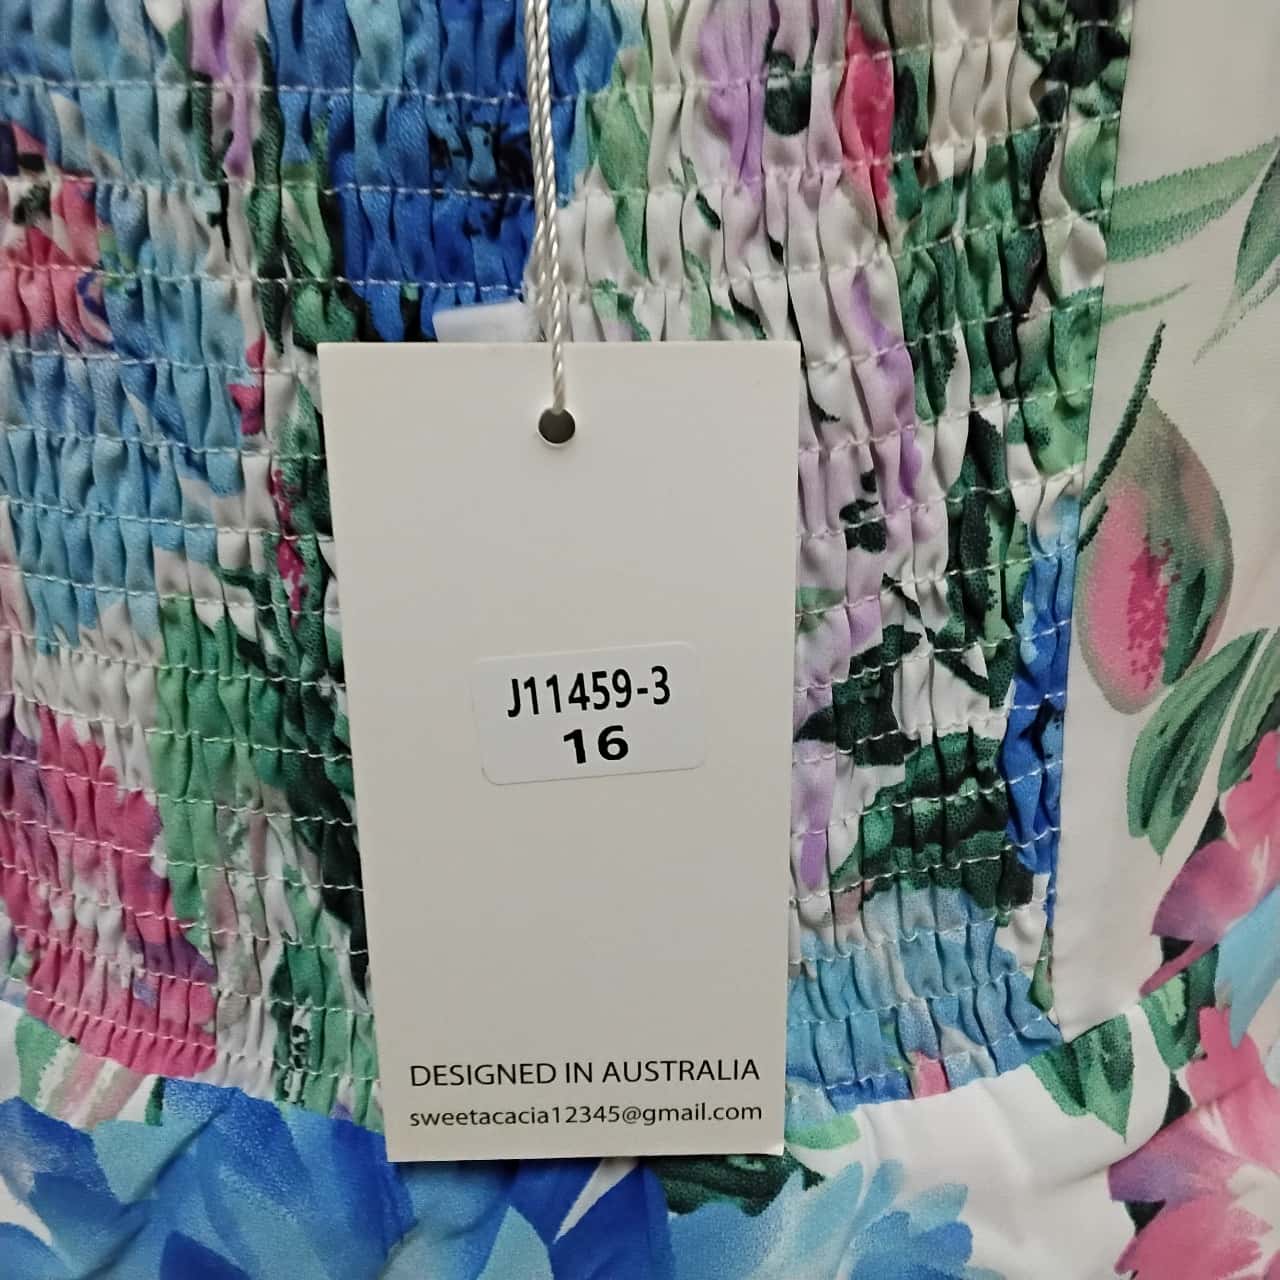 J11459-3
16
DESIGNED IN AUSTRALIA
sweetacacia12345@gmail.com